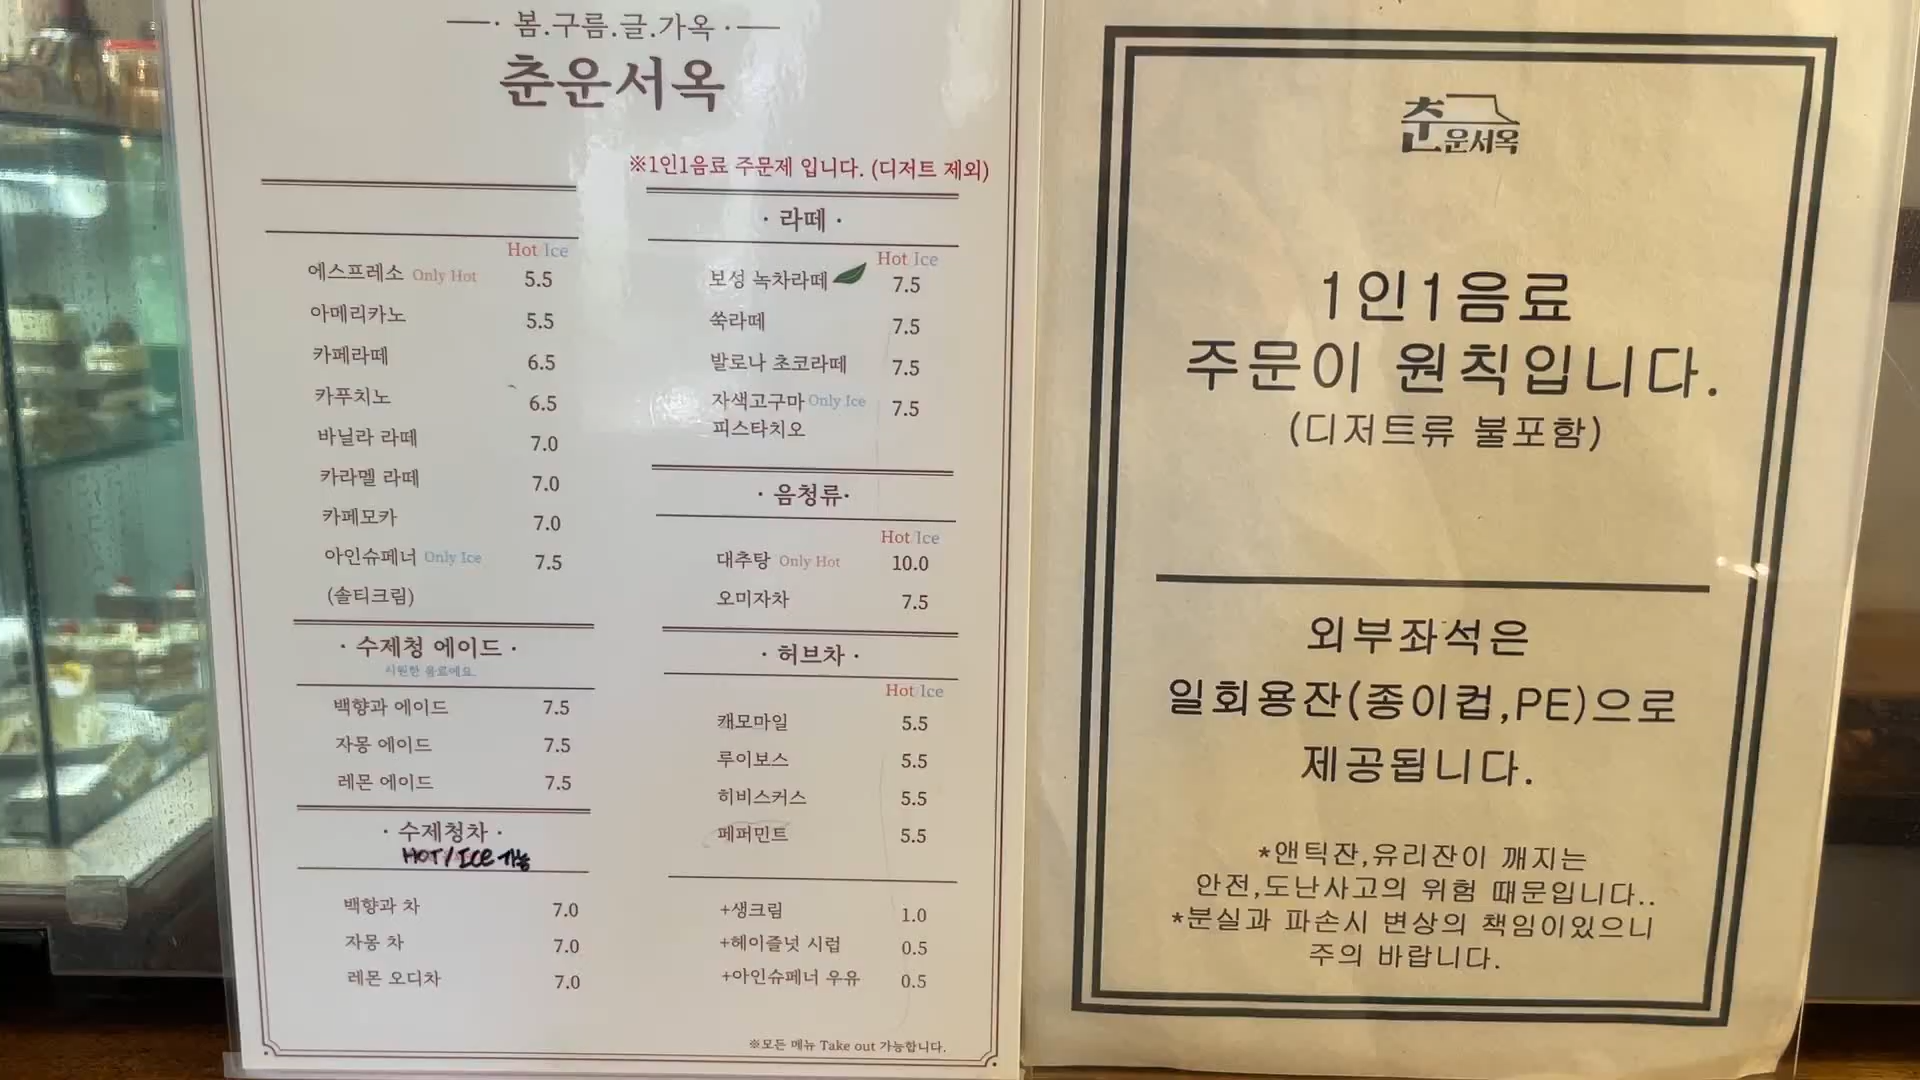 봄.구름.글.가옥
춘운서옥
※1인1음료 주문제 입니다. (디저트 제외)
Hot/Ice
에스프레소 Only Hot 5.5
아메리카노 5.5
카페라떼 6.5
카푸치노 6.5
바닐라 라떼 7.0
카라멜 라떼 7.0
카페모카 7.0
아인슈페너 Only Ice 7.5
(솔티크림)
· 수제청 에이드 ·
시원한 음료에요.
백향과 에이드 7.5
자몽 에이드 7.5
레몬 에이드 7.5
· 수제청차 ·
HOT/ICE 가능
백향과 차 7.0
자몽 차 7.0
레몬 오디차 7.0
· 라떼 ·
Hot/Ice
보성 녹차라떼 7.5
쑥라떼 7.5
발로나 초코라떼 7.5
자색고구마 Only Ice 7.5
피스타치오
· 음청류·
Hot/Ice
대추탕 Only Hot 10.0
오미자차 7.5
· 허브차 ·
Hot/Ice
캐모마일 5.5
루이보스 5.5
히비스커스 5.5
페퍼민트 5.5
+생크림 1.0
+헤이즐넛 시럽 0.5
+아인슈페너 우유 0.5
※모든 메뉴 Take out 가능합니다.
춘운서옥
1인1음료
주문이 원칙입니다.
(디저트류 불포함)
외부좌석은
일회용잔(종이컵,PE)으로
제공됩니다.
*앤틱잔,유리잔이 깨지는
안전,도난사고의 위험 때문입니다..
*분실과 파손시 변상의 책임이있으니
주의 바랍니다.